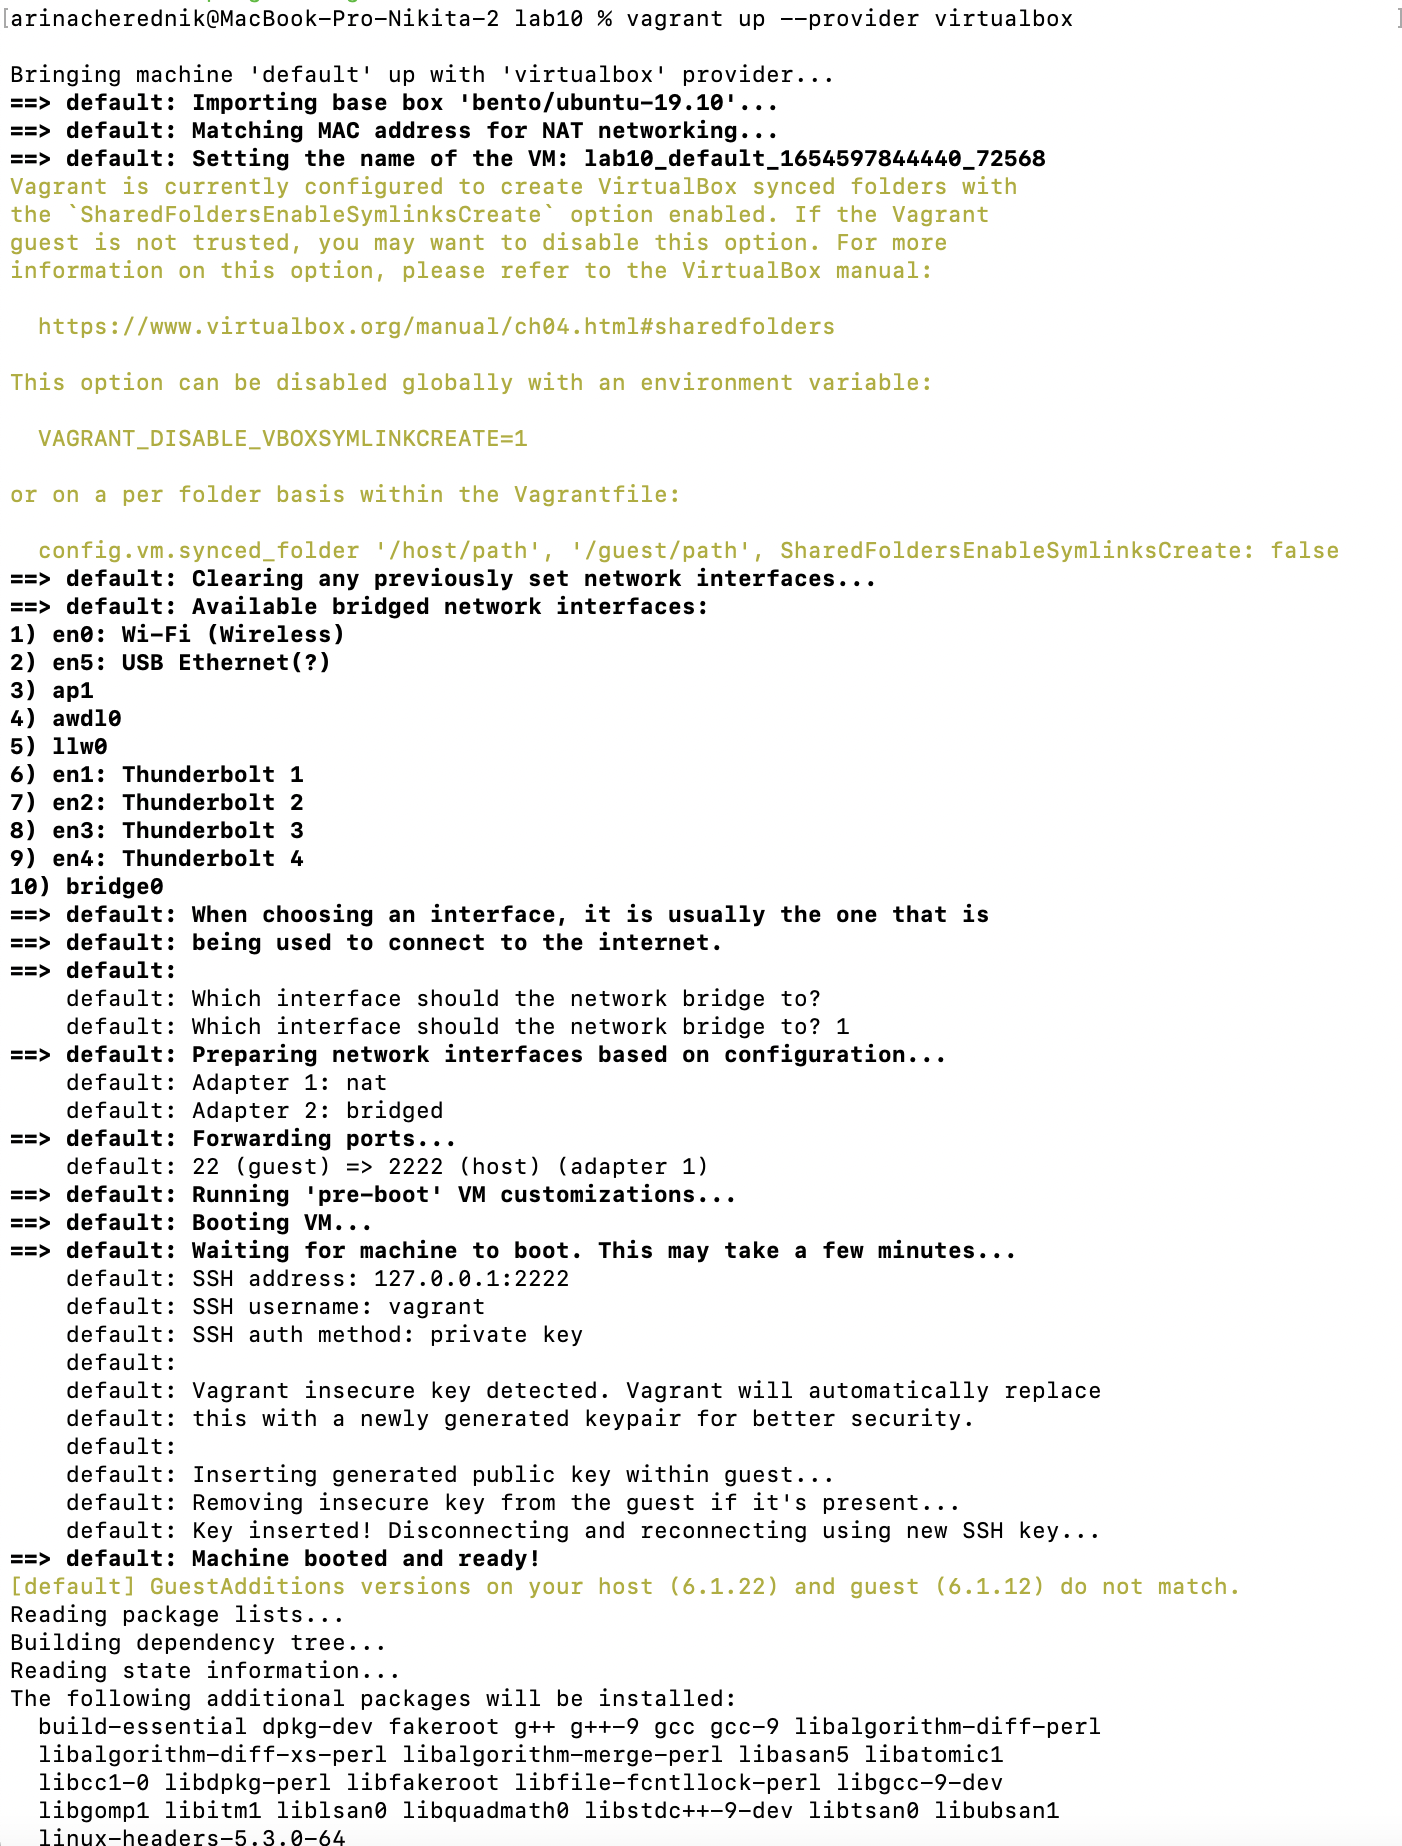 [arinacherednik@MacBook-Pro-Nikita-2 lab10 % vagrant up --provider virtualbox ]
Bringing machine 'default' up with 'virtualbox' provider...
==> default: Importing base box 'bento/ubuntu-19.10'...
==> default: Matching MAC address for NAT networking...
==> default: Setting the name of the VM: lab10_default_1654597844440_72568
Vagrant is currently configured to create VirtualBox synced folders with
the `SharedFoldersEnableSymlinksCreate` option enabled. If the Vagrant
guest is not trusted, you may want to disable this option. For more
information on this option, please refer to the VirtualBox manual:
https://www.virtualbox.org/manual/ch04.html#sharedfolders
This option can be disabled globally with an environment variable:
VAGRANT_DISABLE_VBOXSYMLINKCREATE=1
or on a per folder basis within the Vagrantfile:
config.vm.synced_folder '/host/path', '/guest/path', SharedFoldersEnableSymlinksCreate: false
==> default: Clearing any previously set network interfaces...
==> default: Available bridged network interfaces:
1) en0: Wi-Fi (Wireless)
2) en5: USB Ethernet(?)
3) ap1
4) awdl0
5) llw0
6) en1: Thunderbolt 1
7) en2: Thunderbolt 2
8) en3: Thunderbolt 3
9) en4: Thunderbolt 4
10) bridge0
==> default: When choosing an interface, it is usually the one that is
==> default: being used to connect to the internet.
==> default:
default: Which interface should the network bridge to?
default: Which interface should the network bridge to? 1
==> default: Preparing network interfaces based on configuration...
default: Adapter 1: nat
default: Adapter 2: bridged
==> default: Forwarding ports...
default: 22 (guest) => 2222 (host) (adapter 1)
==> default: Running 'pre-boot' VM customizations...
==> default: Booting VM...
==> default: Waiting for machine to boot. This may take a few minutes...
default: SSH address: 127.0.0.1:2222
default: SSH username: vagrant
default: SSH auth method: private key
default:
default: Vagrant insecure key detected. Vagrant will automatically replace
default: this with a newly generated keypair for better security.
default:
default: Inserting generated public key within guest...
default: Removing insecure key from the guest if it's present...
default: Key inserted! Disconnecting and reconnecting using new SSH key...
==> default: Machine booted and ready!
[default] GuestAdditions versions on your host (6.1.22) and guest (6.1.12) do not match.
Reading package lists...
Building dependency tree...
Reading state information...
The following additional packages will be installed:
build-essential dpkg-dev fakeroot g++ g++-9 gcc gcc-9 libalgorithm-diff-perl
libalgorithm-diff-xs-perl libalgorithm-merge-perl libasan5 libatomic1
libcc1-0 libdpkg-perl libfakeroot libfile-fcntllock-perl libgcc-9-dev
libgomp1 libitm1 liblsan0 libquadmath0 libstdc++-9-dev libtsan0 libubsan1
linux-headers-5.3.0-64